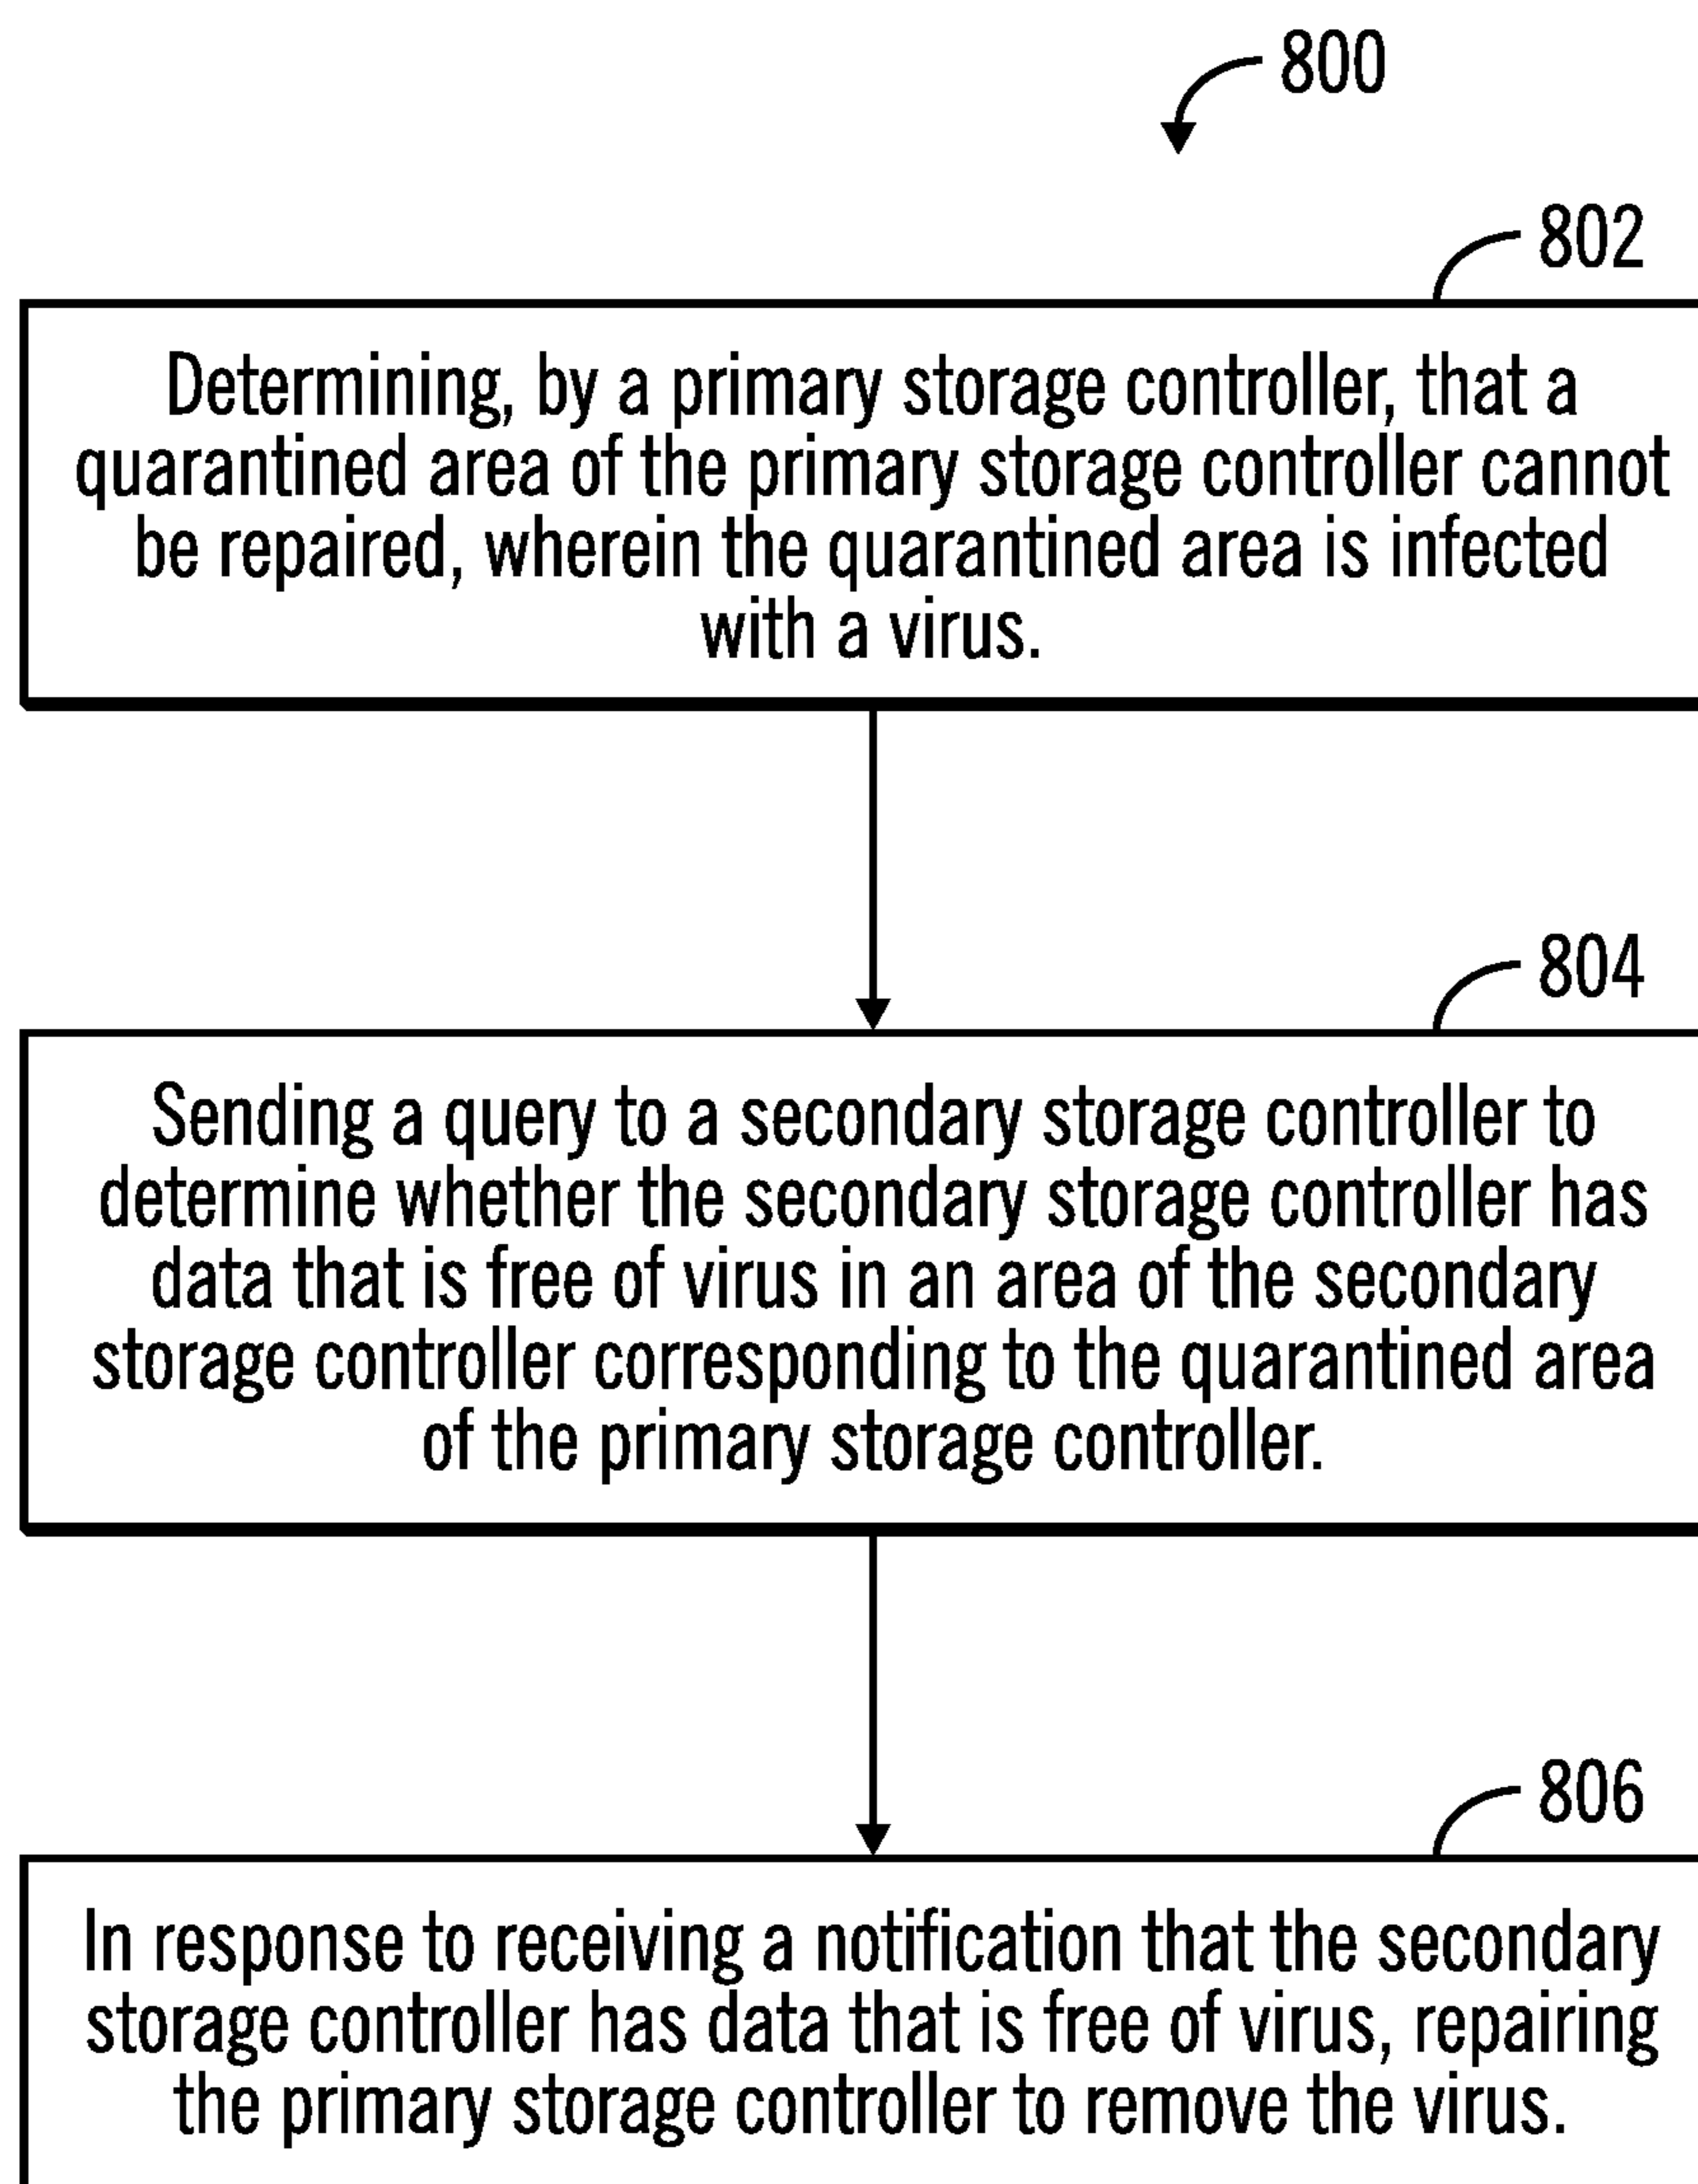 800
802
Determining, by a primary storage controller, that a
quarantined area of the primary storage controller cannot
be repaired, wherein the quarantined area is infected
with a virus.
804
Sending a query to a secondary storage controller to
determine whether the secondary storage controller has
data that is free of virus in an area of the secondary
storage controller corresponding to the quarantined area
of the primary storage controller.
806
In response to receiving a notification that the secondary
storage controller has data that is free of virus, repairing
the primary storage controller to remove the virus.